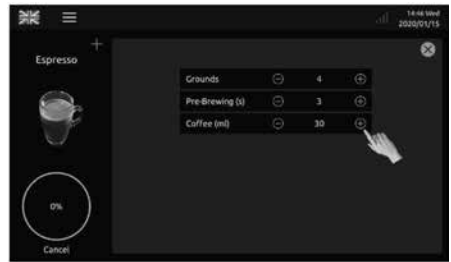 14:46 Wed
2020/01/15
Espresso
Grounds 4
Pre-Brewing (s) 3
Coffee (ml) 30
0%
Cancel